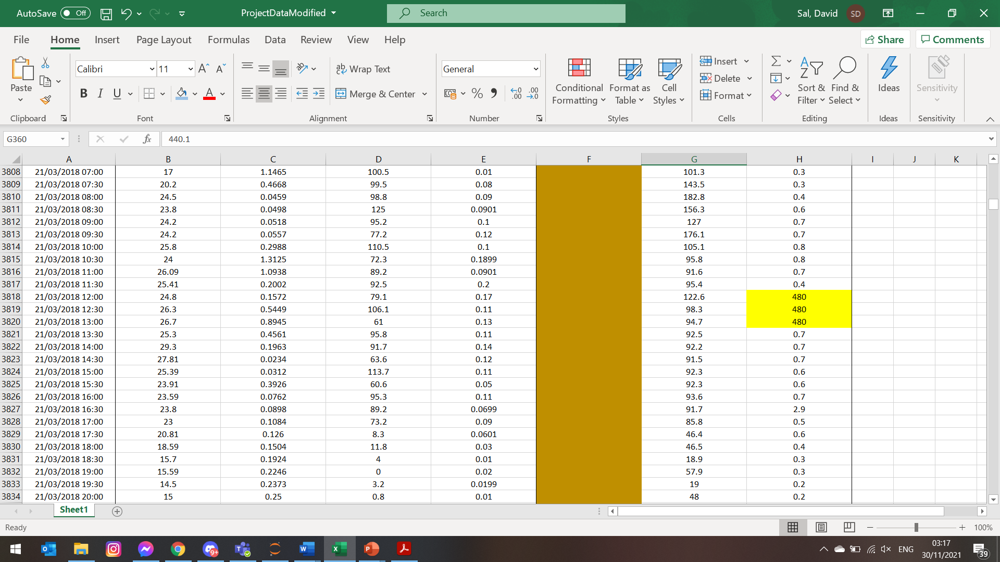 AutoSave Off ProjectDataModified Search Sal, David SD
File Home Insert Page Layout Formulas Data Review View Help Share Comments
Calibri 11 Wrap Text General Insert
Paste Merge & Center Conditional Formatting Format as Table Cell Styles Delete Sort & Filter Find & Select Ideas Sensitivity
Format
Clipboard Font Alignment Number Styles Cells Editing Ideas Sensitivity
G360 fx 440.1
A B C D E F G H I J K
3808 21/03/2018 07:00 17 1.1465 100.5 0.01 101.3 0.3
3809 21/03/2018 07:30 20.2 0.4668 99.5 0.08 143.5 0.3
3810 21/03/2018 08:00 24.5 0.0459 98.8 0.09 182.8 0.4
3811 21/03/2018 08:30 23.8 0.0498 125 0.0901 156.3 0.6
3812 21/03/2018 09:00 24.2 0.0518 95.2 0.1 127 0.7
3813 21/03/2018 09:30 24.2 0.0557 77.2 0.12 176.1 0.7
3814 21/03/2018 10:00 25.8 0.2988 110.5 0.1 105.1 0.8
3815 21/03/2018 10:30 24 1.3125 72.3 0.1899 95.8 0.8
3816 21/03/2018 11:00 26.09 1.0938 89.2 0.0901 91.6 0.7
3817 21/03/2018 11:30 25.41 0.2002 92.5 0.2 95.4 0.4
3818 21/03/2018 12:00 24.8 0.1572 79.1 0.17 122.6 480
3819 21/03/2018 12:30 26.3 0.5449 106.1 0.11 98.3 480
3820 21/03/2018 13:00 26.7 0.8945 61 0.13 94.7 480
3821 21/03/2018 13:30 25.3 0.4561 95.8 0.11 92.5 0.7
3822 21/03/2018 14:00 29.3 0.1963 91.7 0.14 92.2 0.7
3823 21/03/2018 14:30 27.81 0.0234 63.6 0.12 91.5 0.7
3824 21/03/2018 15:00 25.39 0.0312 113.7 0.11 92.3 0.6
3825 21/03/2018 15:30 23.91 0.3926 60.6 0.05 92.3 0.6
3826 21/03/2018 16:00 23.59 0.0762 95.3 0.11 93.6 0.7
3827 21/03/2018 16:30 23.8 0.0898 89.2 0.0699 91.7 2.9
3828 21/03/2018 17:00 23 0.1084 73.2 0.09 85.8 0.5
3829 21/03/2018 17:30 20.81 0.126 8.3 0.0601 46.4 0.6
3830 21/03/2018 18:00 18.59 0.1504 11.8 0.03 46.5 0.4
3831 21/03/2018 18:30 15.7 0.1924 4 0.01 18.9 0.3
3832 21/03/2018 19:00 15.59 0.2246 0 0.02 57.9 0.3
3833 21/03/2018 19:30 14.5 0.2373 3.2 0.0199 19 0.2
3834 21/03/2018 20:00 15 0.25 0.8 0.01 48 0.2
Sheet1
Ready 100%
ENG 03:17
30/11/2021 39